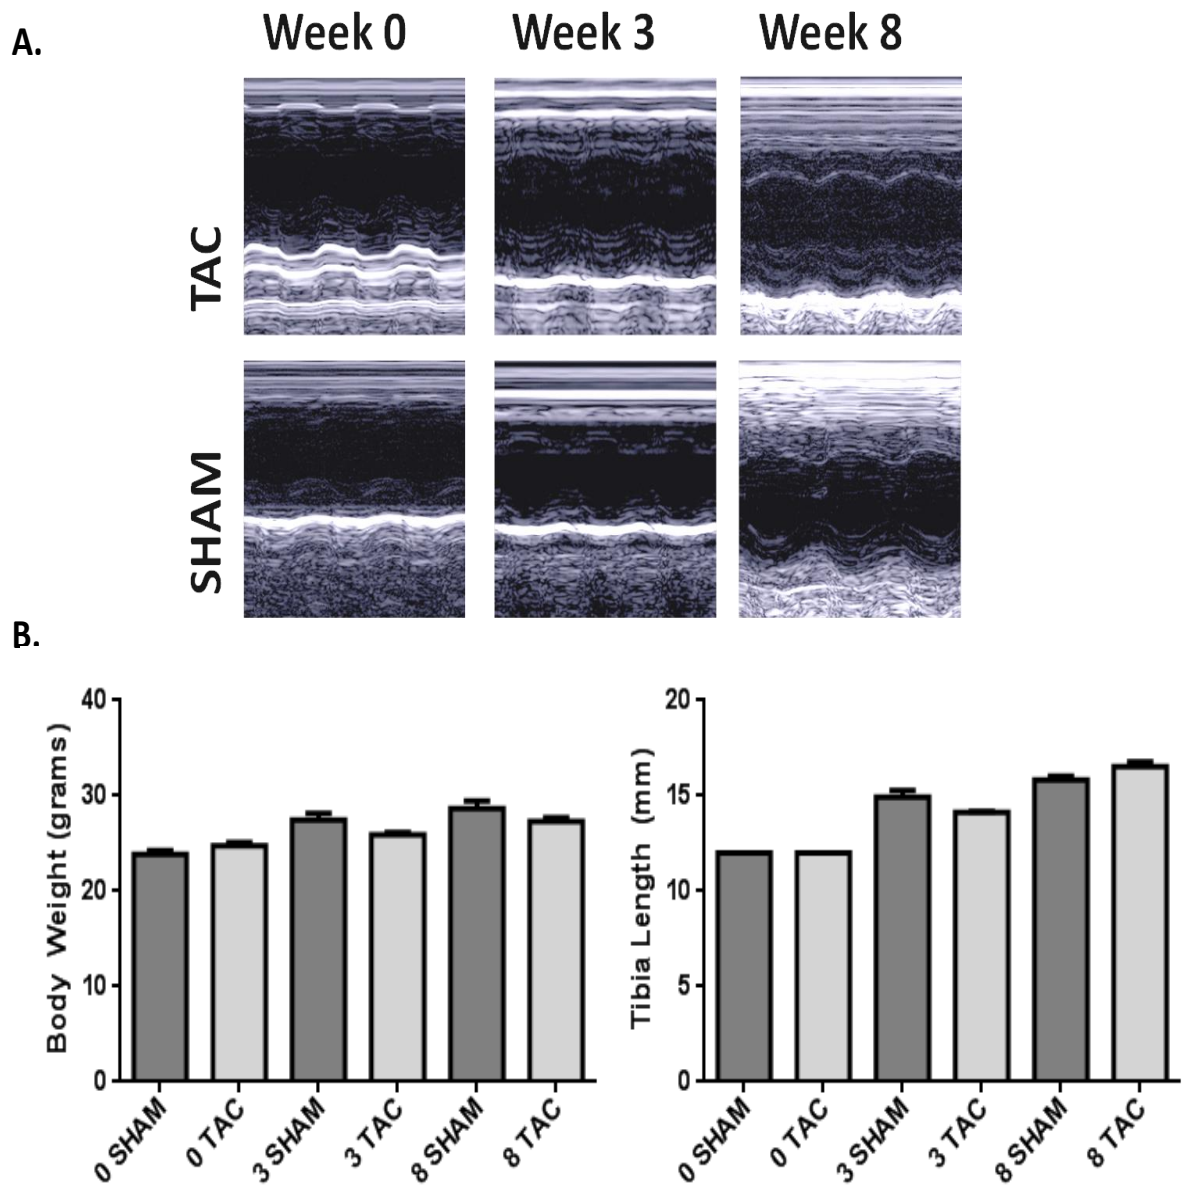 A.
Week 0 Week 3 Week 8
TAC
SHAM
B.
Body Weight (grams)
40
30
20
10
0
0 SHAM 0 TAC 3 SHAM 3 TAC 8 SHAM 8 TAC
Tibia Length (mm)
20
15
10
5
0
0 SHAM 0 TAC 3 SHAM 3 TAC 8 SHAM 8 TAC